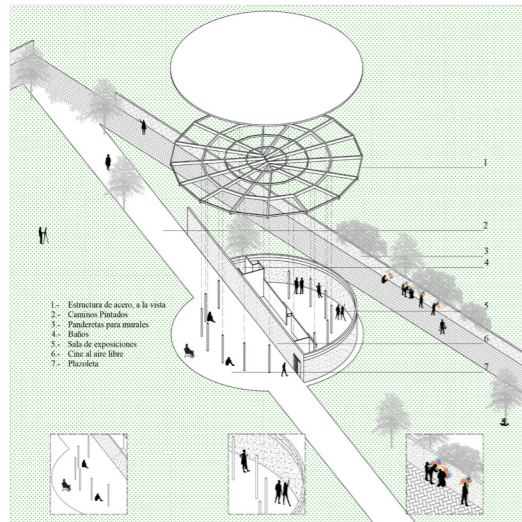 1
2
3
4
5
6
7
1.- Estructura de acero, a la vista
2.- Caminos Pintados
3.- Panderetas para murales
4.- Baños
5.- Sala de exposiciones
6.- Cine al aire libre
7.- Plazoleta